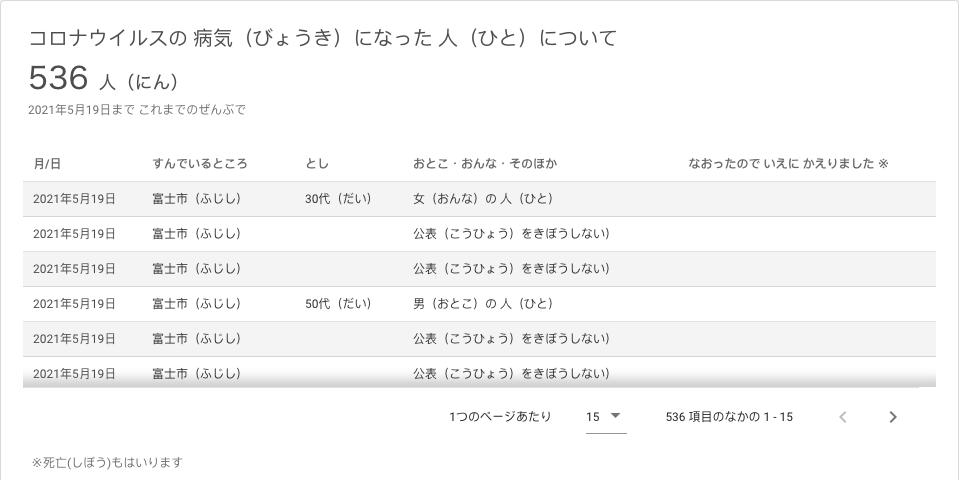 コロナウイルスの 病気（びょうき）になった 人（ひと）について
536 人（にん）
2021年5月19日まで これまでのぜんぶで
月/日 すんでいるところ とし おとこ・おんな・そのほか なおったので いえに かえりました ※
2021年5月19日 富士市（ふじし） 30代（だい） 女（おんな）の 人（ひと）
2021年5月19日 富士市（ふじし） 公表（こうひょう）をきぼうしない）
2021年5月19日 富士市（ふじし） 公表（こうひょう）をきぼうしない）
2021年5月19日 富士市（ふじし） 50代（だい） 男（おとこ）の 人（ひと）
2021年5月19日 富士市（ふじし） 公表（こうひょう）をきぼうしない）
2021年5月19日 富士市（ふじし） 公表（こうひょう）をきぼうしない）
1つのページあたり 15 536 項目のなかの 1 - 15
※死亡(しぼう)もはいります